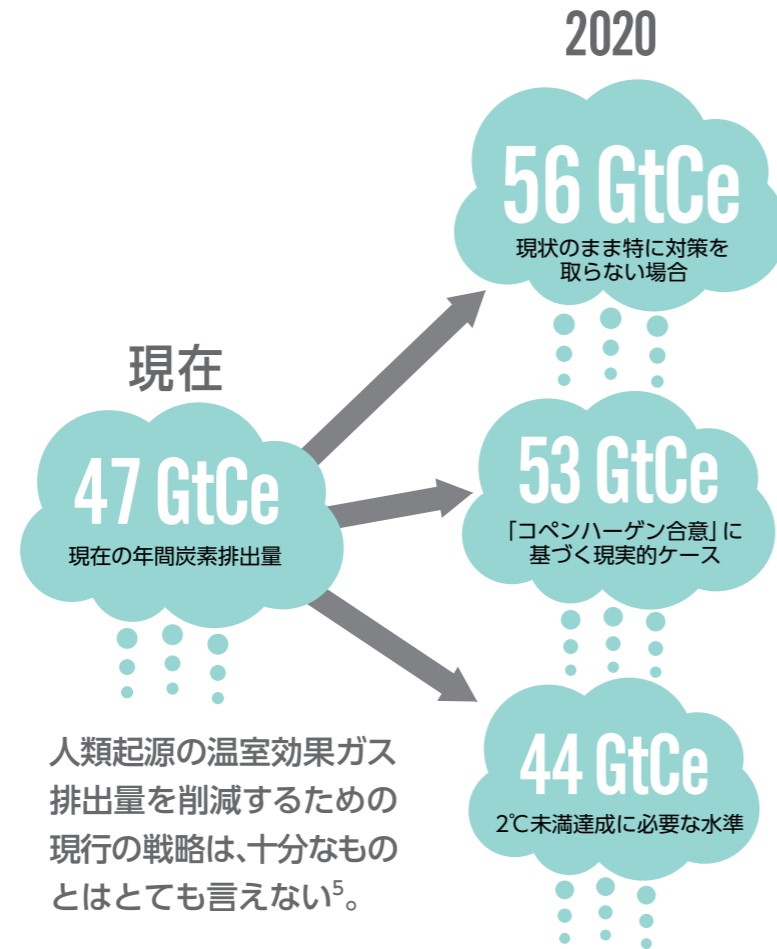 2020
56 GtCe
現状のまま特に対策を
取らない場合
現在
47 GtCe
現在の年間炭素排出量
53 GtCe
「コペンハーゲン合意」に
基づく現実的ケース
44 GtCe
2℃未満達成に必要な水準
人類起源の温室効果ガス
排出量を削減するための
現行の戦略は、十分なもの
とはとても言えない⁵。